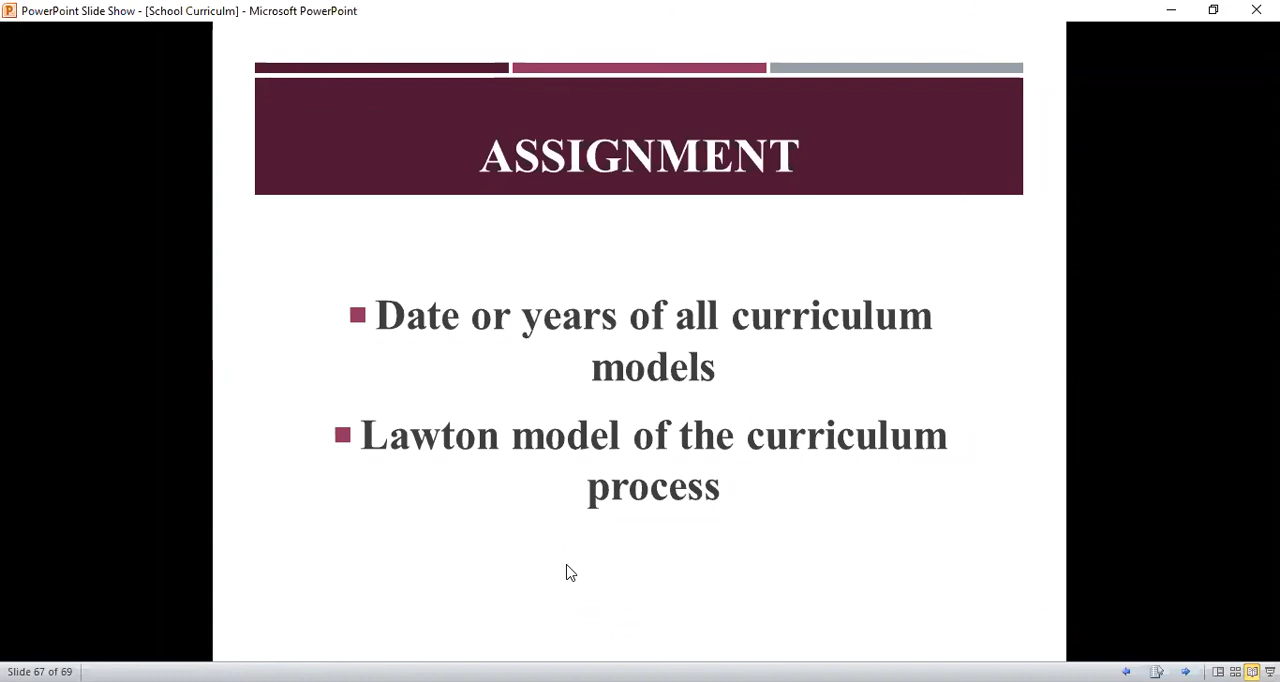 PowerPoint Slide Show - [School Curriculm] - Microsoft PowerPoint
ASSIGNMENT
Date or years of all curriculum
models
Lawton model of the curriculum
process
Slide 67 of 69